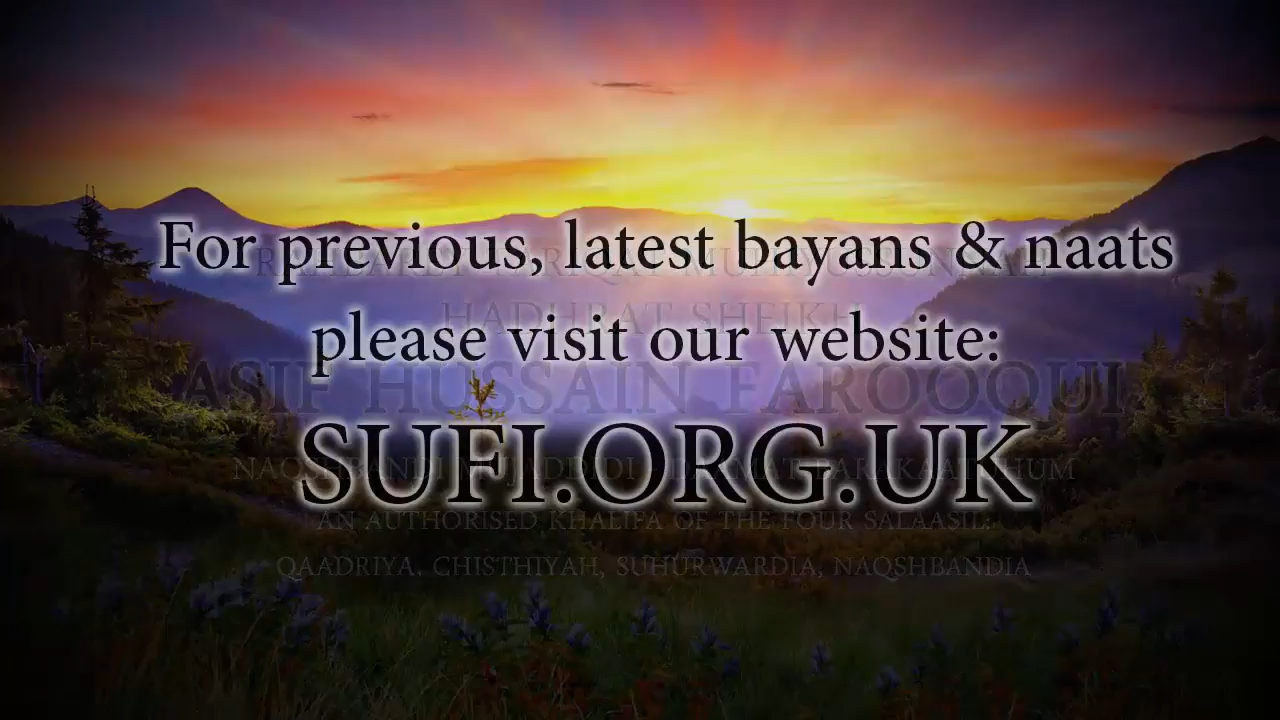 For previous, latest bayans & naats
HADHRAT SHEIKH
please visit our website:
ASIF HUSSAIN FAROOQUI
SUFI.ORG.UK
AN AUTHORISED KHALIFA OF THE FOUR SALAASIL:
QAADRIYA, CHISTHIYAH, SUHURWARDIA, NAQSHBANDIA